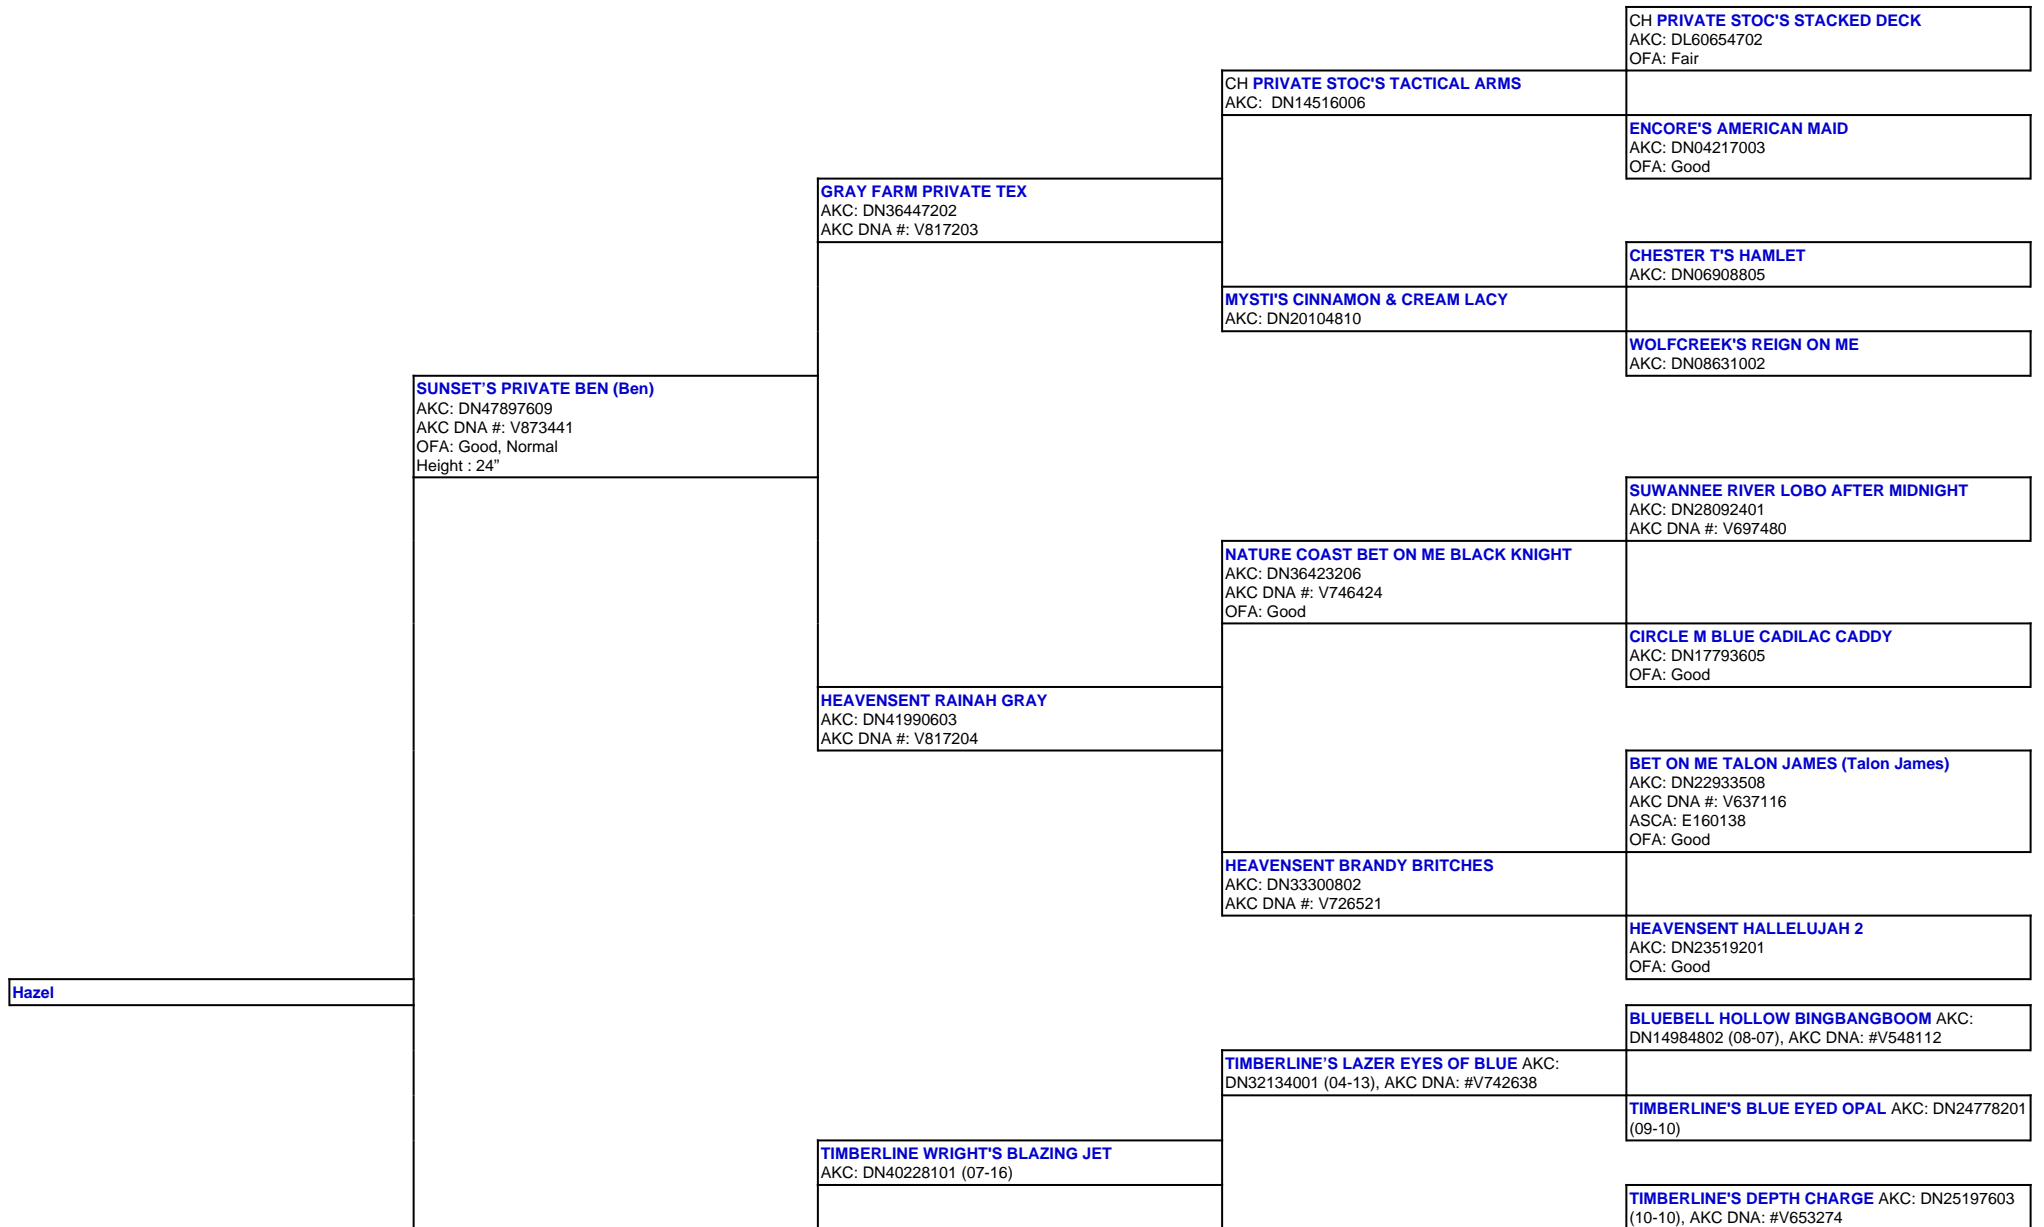 CH PRIVATE STOC'S STACKED DECK
AKC: DL60654702
OFA: Fair
CH PRIVATE STOC'S TACTICAL ARMS
AKC:  DN14516006
ENCORE'S AMERICAN MAID
AKC: DN04217003
OFA: Good
GRAY FARM PRIVATE TEX
AKC: DN36447202
AKC DNA #: V817203
CHESTER T'S HAMLET
AKC: DN06908805
MYSTI'S CINNAMON & CREAM LACY
AKC: DN20104810
WOLFCREEK'S REIGN ON ME
AKC: DN08631002
SUNSET’S PRIVATE BEN (Ben)
AKC: DN47897609
AKC DNA #: V873441
OFA: Good, Normal
Height : 24”
SUWANNEE RIVER LOBO AFTER MIDNIGHT
AKC: DN28092401
AKC DNA #: V697480
NATURE COAST BET ON ME BLACK KNIGHT
AKC: DN36423206
AKC DNA #: V746424
OFA: Good
CIRCLE M BLUE CADILAC CADDY
AKC: DN17793605
OFA: Good
HEAVENSENT RAINAH GRAY
AKC: DN41990603
AKC DNA #: V817204
BET ON ME TALON JAMES (Talon James)
AKC: DN22933508
AKC DNA #: V637116
ASCA: E160138
OFA: Good
HEAVENSENT BRANDY BRITCHES
AKC: DN33300802
AKC DNA #: V726521
HEAVENSENT HALLELUJAH 2
AKC: DN23519201
OFA: Good
Hazel
BLUEBELL HOLLOW BINGBANGBOOM AKC:
DN14984802 (08-07), AKC DNA: #V548112
TIMBERLINE’S LAZER EYES OF BLUE AKC:
DN32134001 (04-13), AKC DNA: #V742638
TIMBERLINE'S BLUE EYED OPAL AKC: DN24778201
(09-10)
TIMBERLINE WRIGHT'S BLAZING JET
AKC: DN40228101 (07-16)
TIMBERLINE'S DEPTH CHARGE AKC: DN25197603
(10-10), AKC DNA: #V653274